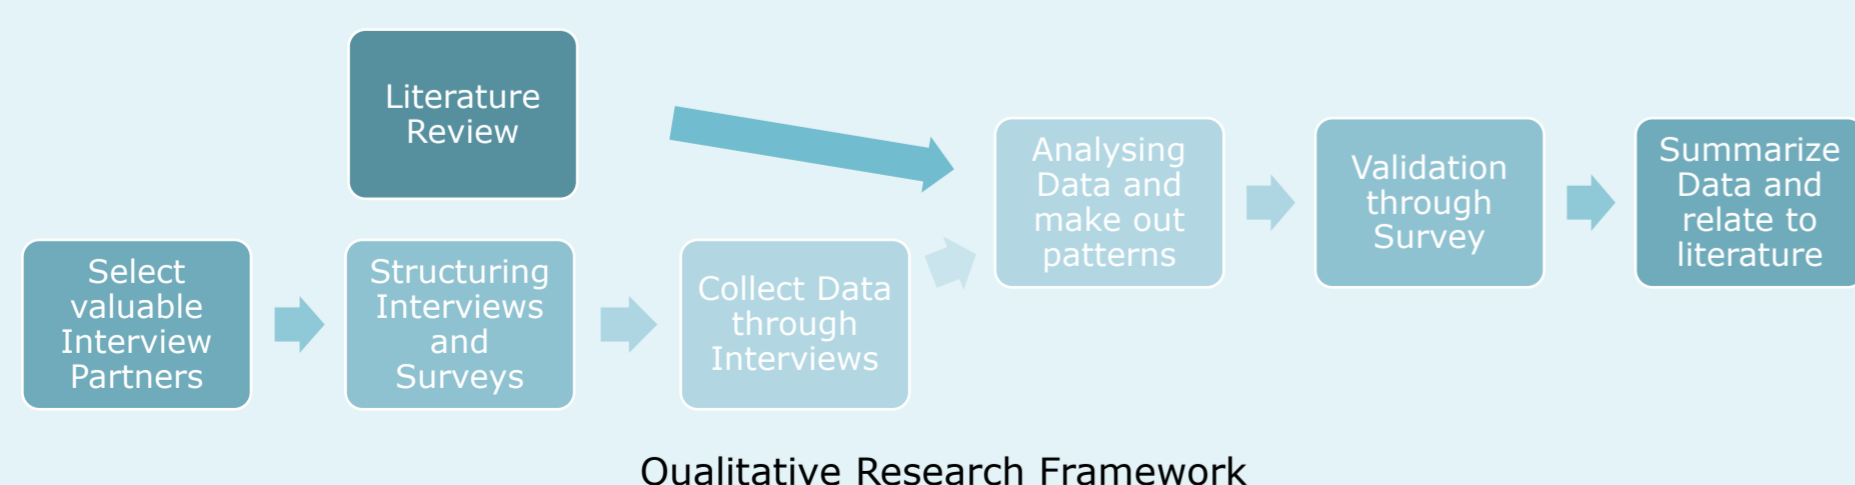 Literature
Review
Select
valuable
Interview
Partners
Structuring
Interviews
and
Surveys
Collect Data
through
Interviews
Analysing
Data and
make out
patterns
Validation
through
Survey
Summarize
Data and
relate to
literature
Qualitative Research Framework